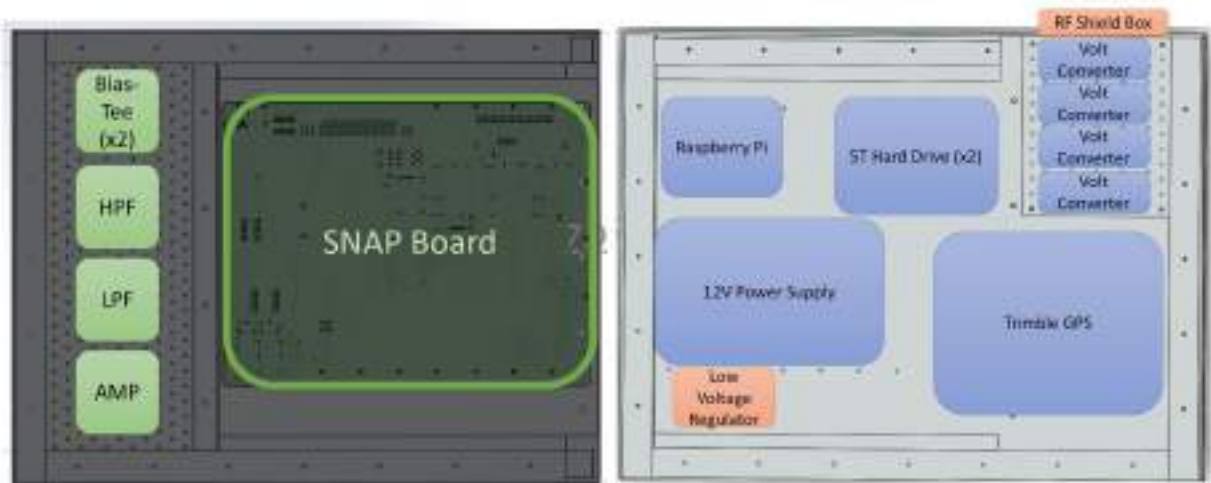 Bias-
Tee
(x2)
HPF
LPF
AMP
SNAP Board
RF Shield Box
Volt
Converter
Volt
Converter
Volt
Converter
Volt
Converter
Raspberry Pi
ST Hard Drive (x2)
12V Power Supply
Trimble GPS
Low
Voltage
Regulator